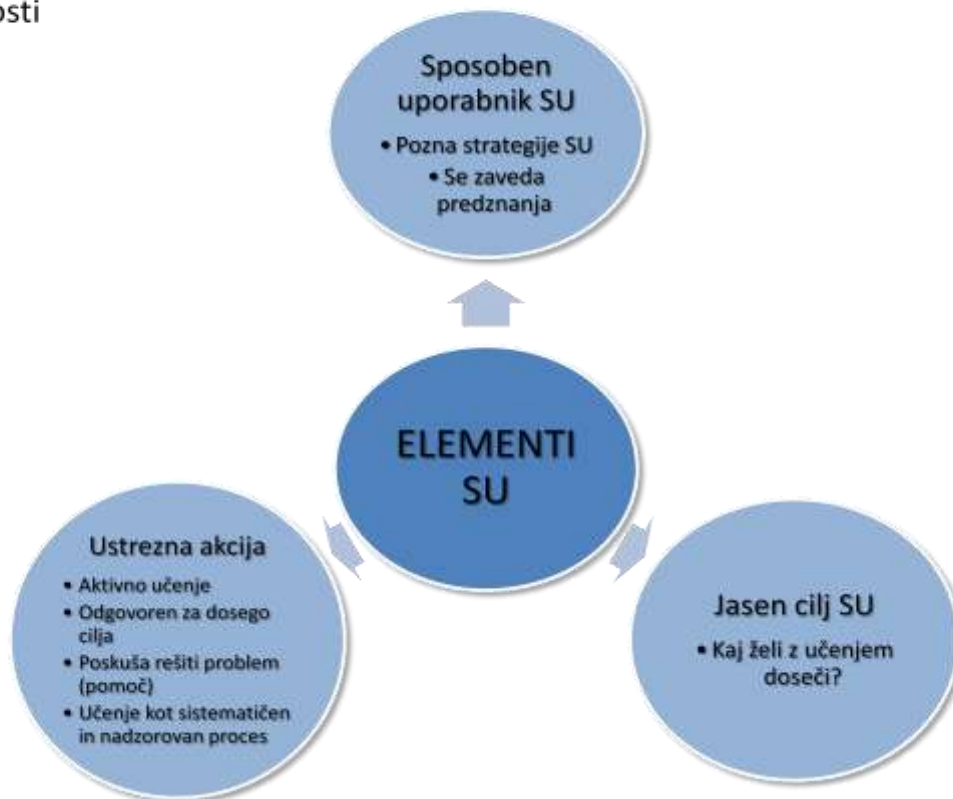 osti
Sposoben
uporabnik SU
• Pozna strategije SU
• Se zaveda
predznanja
ELEMENTI
SU
Ustrezna akcija
• Aktivno učenje
• Odgovoren za dosego
cilja
• Poskuša rešiti problem
(pomoč)
• Učenje kot sistematičen
in nadzorovan proces
Jasen cilj SU
• Kaj želi z učenjem
doseči?